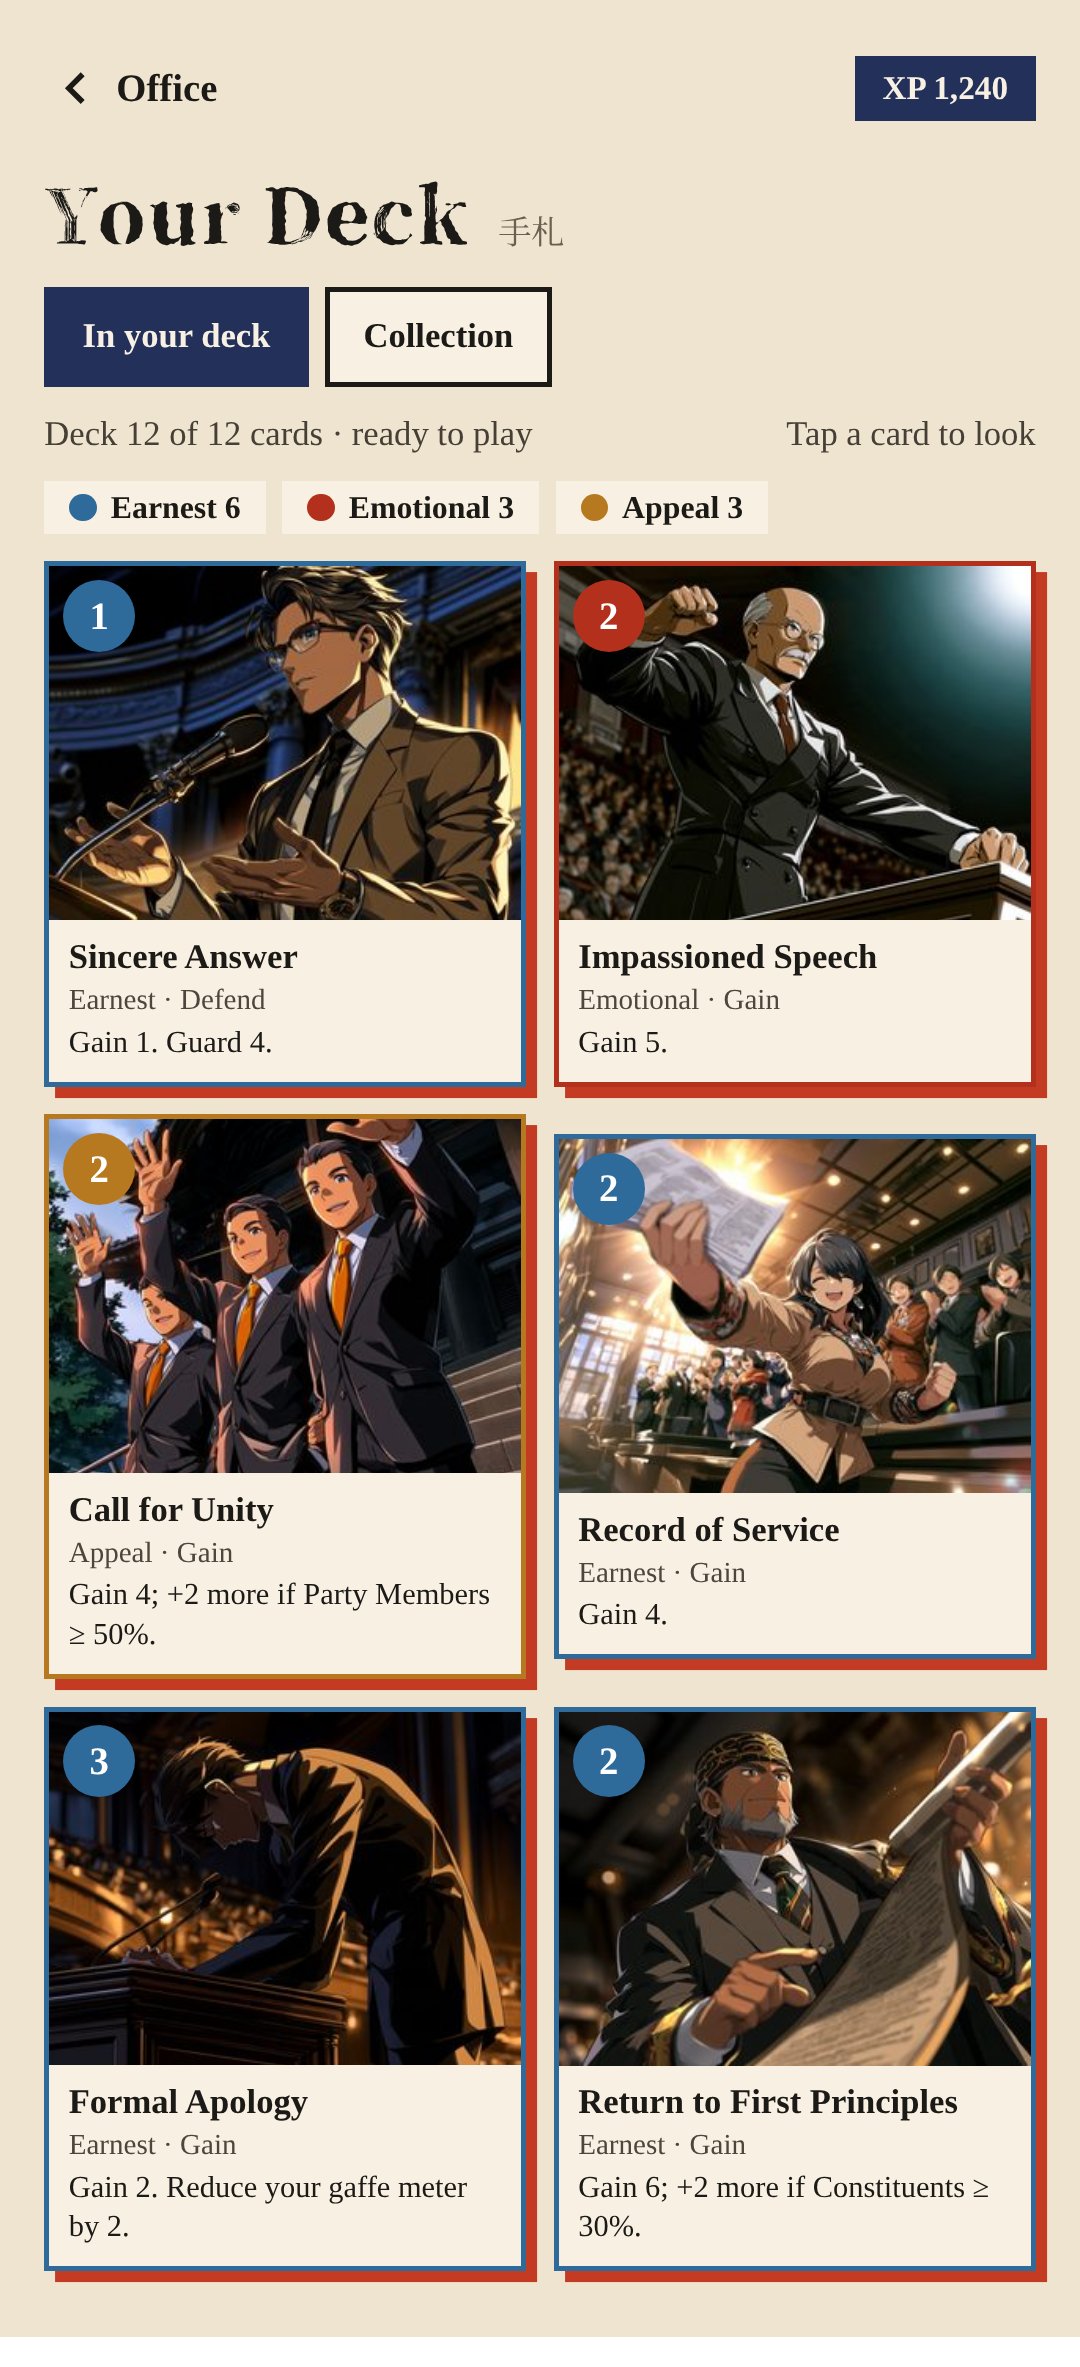 Office
XP 1,240
Your Deck 手札
In your deck
Collection
Deck 12 of 12 cards · ready to play
Tap a card to look
Earnest 6
Emotional 3
Appeal 3
1
Sincere Answer
Earnest · Defend
Gain 1. Guard 4.
2
Impassioned Speech
Emotional · Gain
Gain 5.
2
Call for Unity
Appeal · Gain
Gain 4; +2 more if Party Members
≥ 50%.
2
Record of Service
Earnest · Gain
Gain 4.
3
Formal Apology
Earnest · Gain
Gain 2. Reduce your gaffe meter
by 2.
2
Return to First Principles
Earnest · Gain
Gain 6; +2 more if Constituents ≥
30%.